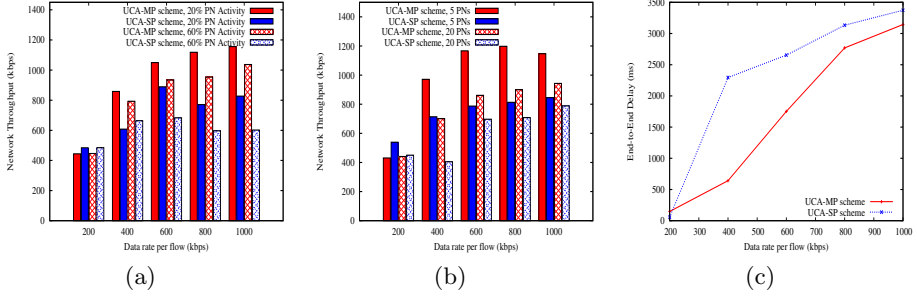 UCA-MP scheme, 20% PN Activity
UCA-SP scheme, 20% PN Activity
UCA-MP scheme, 60% PN Activity
UCA-SP scheme, 60% PN Activity
Network Throughput (kbps)
1400
1200
1000
800
600
400
200
0
200 400 600 800 1000
Data rate per flow (kbps)
(a)
UCA-MP scheme, 5 PNs
UCA-SP scheme, 5 PNs
UCA-MP scheme, 20 PNs
UCA-SP scheme, 20 PNs
Network Throughput (kbps)
1400
1200
1000
800
600
400
200
0
200 400 600 800 1000
Data rate per flow (kbps)
(b)
End-to-End Delay (ms)
3500
3000
2500
2000
1500
1000
500
0
UCA-MP scheme
UCA-SP scheme
200 300 400 500 600 700 800 900 1000
Data rate per flow (kbps)
(c)